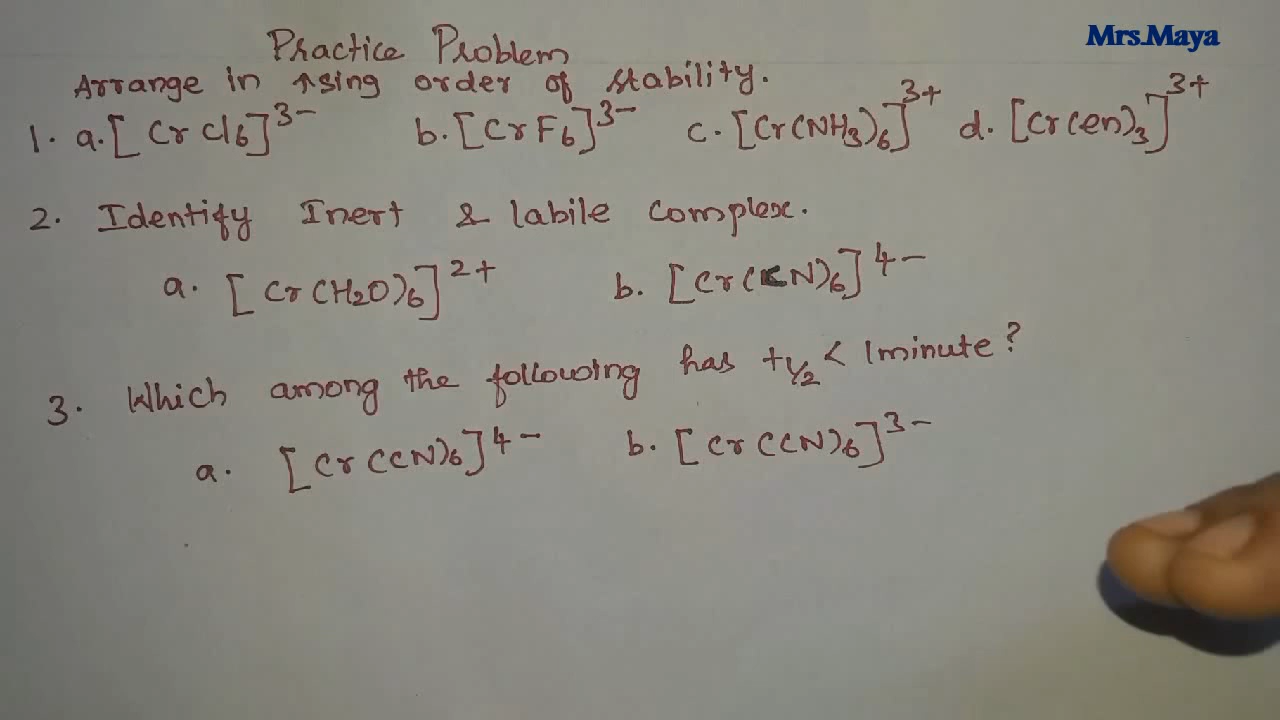 Mrs.Maya
Practice Problem
Arrange in ↑sing order of stability.
1. a. [CrCl6]3- b. [CrF6]3- c. [Cr(NH3)6]3+ d. [Cr(en)3]3+
2. Identify Inert & labile complex.
a. [Cr(H2O)6]2+ b. [Cr(CN)6]4-
3. Which among the following has t1/2 < 1minute?
a. [Cr(CN)6]4- b. [Cr(CN)6]3-